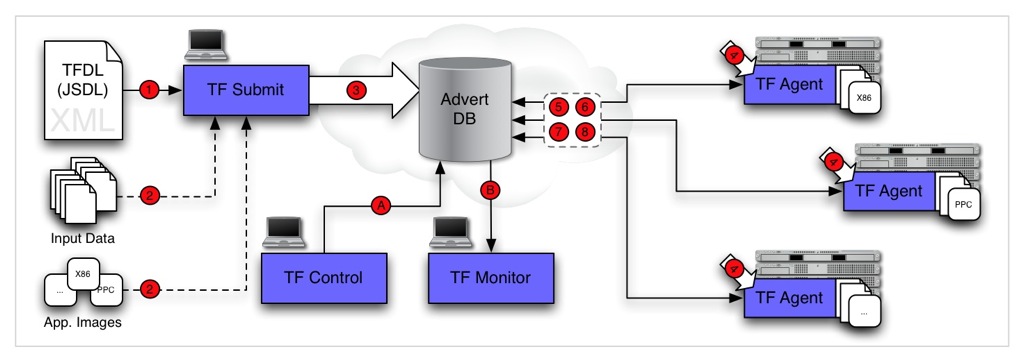 TFDL
(JSDL)
XML
1
TF Submit
3
Advert
DB
5 6
7 8
4
TF Agent
X86
2
Input Data
4
TF Agent
PPC
A
B
X86
...
PPC
2
App. Images
TF Control
TF Monitor
4
TF Agent
...